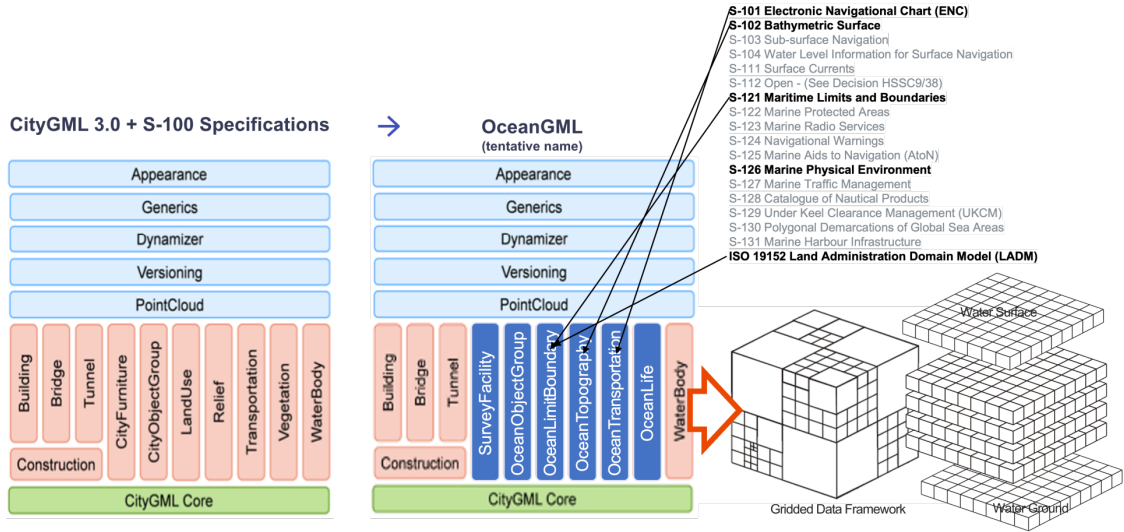 S-101 Electronic Navigational Chart (ENC)
S-102 Bathymetric Surface
S-103 Sub-surface Navigation
S-104 Water Level Information for Surface Navigation
S-111 Surface Currents
S-112 Open - (See Decision HSSC9/38)
S-121 Maritime Limits and Boundaries
S-122 Marine Protected Areas
S-123 Marine Radio Services
S-124 Navigational Warnings
S-125 Marine Aids to Navigation (AtoN)
S-126 Marine Physical Environment
S-127 Marine Traffic Management
S-128 Catalogue of Nautical Products
S-129 Under Keel Clearance Management (UKCM)
S-130 Polygonal Demarcations of Global Sea Areas
S-131 Marine Harbour Infrastructure
ISO 19152 Land Administration Domain Model (LADM)
CityGML 3.0 + S-100 Specifications
Appearance
Generics
Dynamizer
Versioning
PointCloud
Building
Bridge
Tunnel
CityFurniture
CityObjectGroup
LandUse
Relief
Transportation
Vegetation
WaterBody
Construction
CityGML Core
OceanGML
(tentative name)
Appearance
Generics
Dynamizer
Versioning
PointCloud
Building
Bridge
Tunnel
SurveyFacility
OceanObjectGroup
OceanLimitBoundary
OceanTopography
OceanTransportation
OceanLife
WaterBody
Construction
CityGML Core
Water Surface
Gridded Data Framework
Water Ground